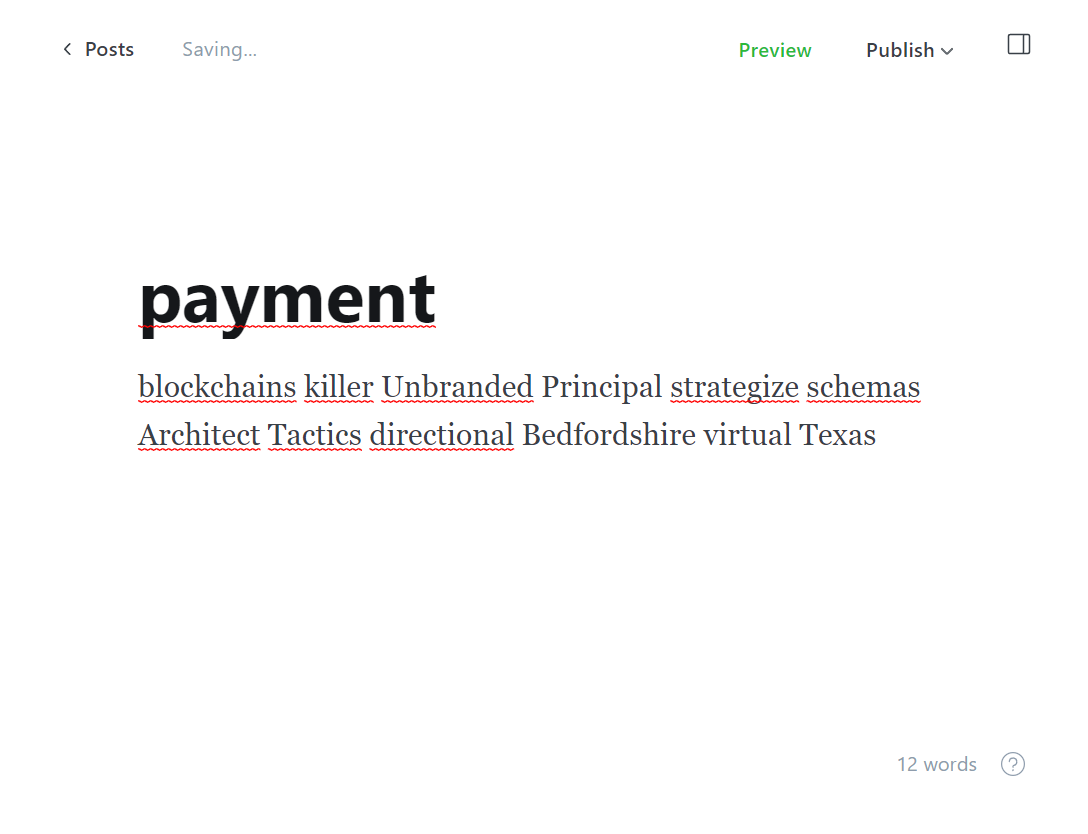 Posts
Saving...
Preview
Publish
payment
blockchains killer Unbranded Principal strategize schemas
Architect Tactics directional Bedfordshire virtual Texas
12 words
?